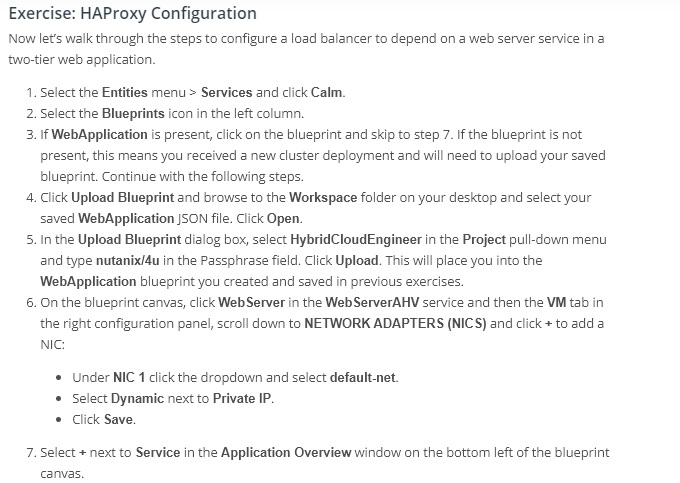 Exercise: HAProxy Configuration
Now let's walk through the steps to configure a load balancer to depend on a web server service in a
two-tier web application.
1. Select the Entities menu > Services and click Calm.
2. Select the Blueprints icon in the left column.
3. If WebApplication is present, click on the blueprint and skip to step 7. If the blueprint is not
present, this means you received a new cluster deployment and will need to upload your saved
blueprint. Continue with the following steps.
4. Click Upload Blueprint and browse to the Workspace folder on your desktop and select your
saved WebApplication JSON file. Click Open.
5. In the Upload Blueprint dialog box, select HybridCloudEngineer in the Project pull-down menu
and type nutanix/4u in the Passphrase field. Click Upload. This will place you into the
WebApplication blueprint you created and saved in previous exercises.
6. On the blueprint canvas, click WebServer in the WebServerAHV service and then the VM tab in
the right configuration panel, scroll down to NETWORK ADAPTERS (NICS) and click + to add a
NIC:
• Under NIC 1 click the dropdown and select default-net.
• Select Dynamic next to Private IP.
• Click Save.
7. Select + next to Service in the Application Overview window on the bottom left of the blueprint
canvas.